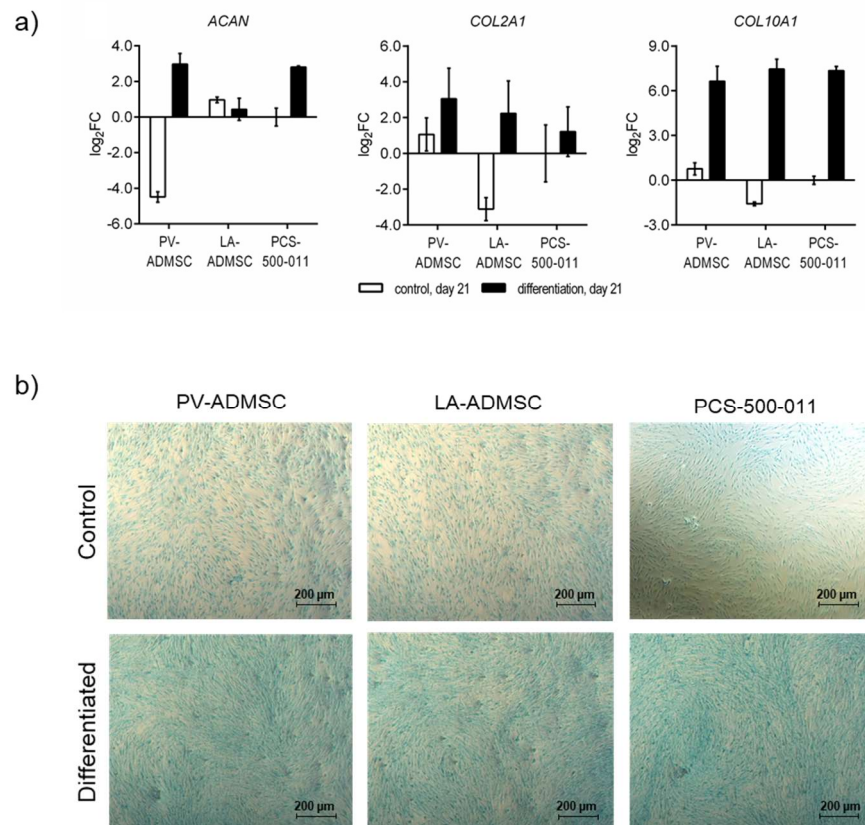 a)
ACAN
COL2A1
COL10A1
4.0
2.0
0.0
-2.0
-4.0
-6.0
log2FC
PV-
ADMSC
LA-
ADMSC
PCS-
500-011
6.0
4.0
2.0
0.0
-2.0
-4.0
log2FC
PV-
ADMSC
LA-
ADMSC
PCS-
500-011
9.0
6.0
3.0
0.0
-3.0
log2FC
PV-
ADMSC
LA-
ADMSC
PCS-
500-011
control, day 21 differentiation, day 21
b)
PV-ADMSC
LA-ADMSC
PCS-500-011
Control
200 µm
200 µm
200 µm
Differentiated
200 µm
200 µm
200 µm